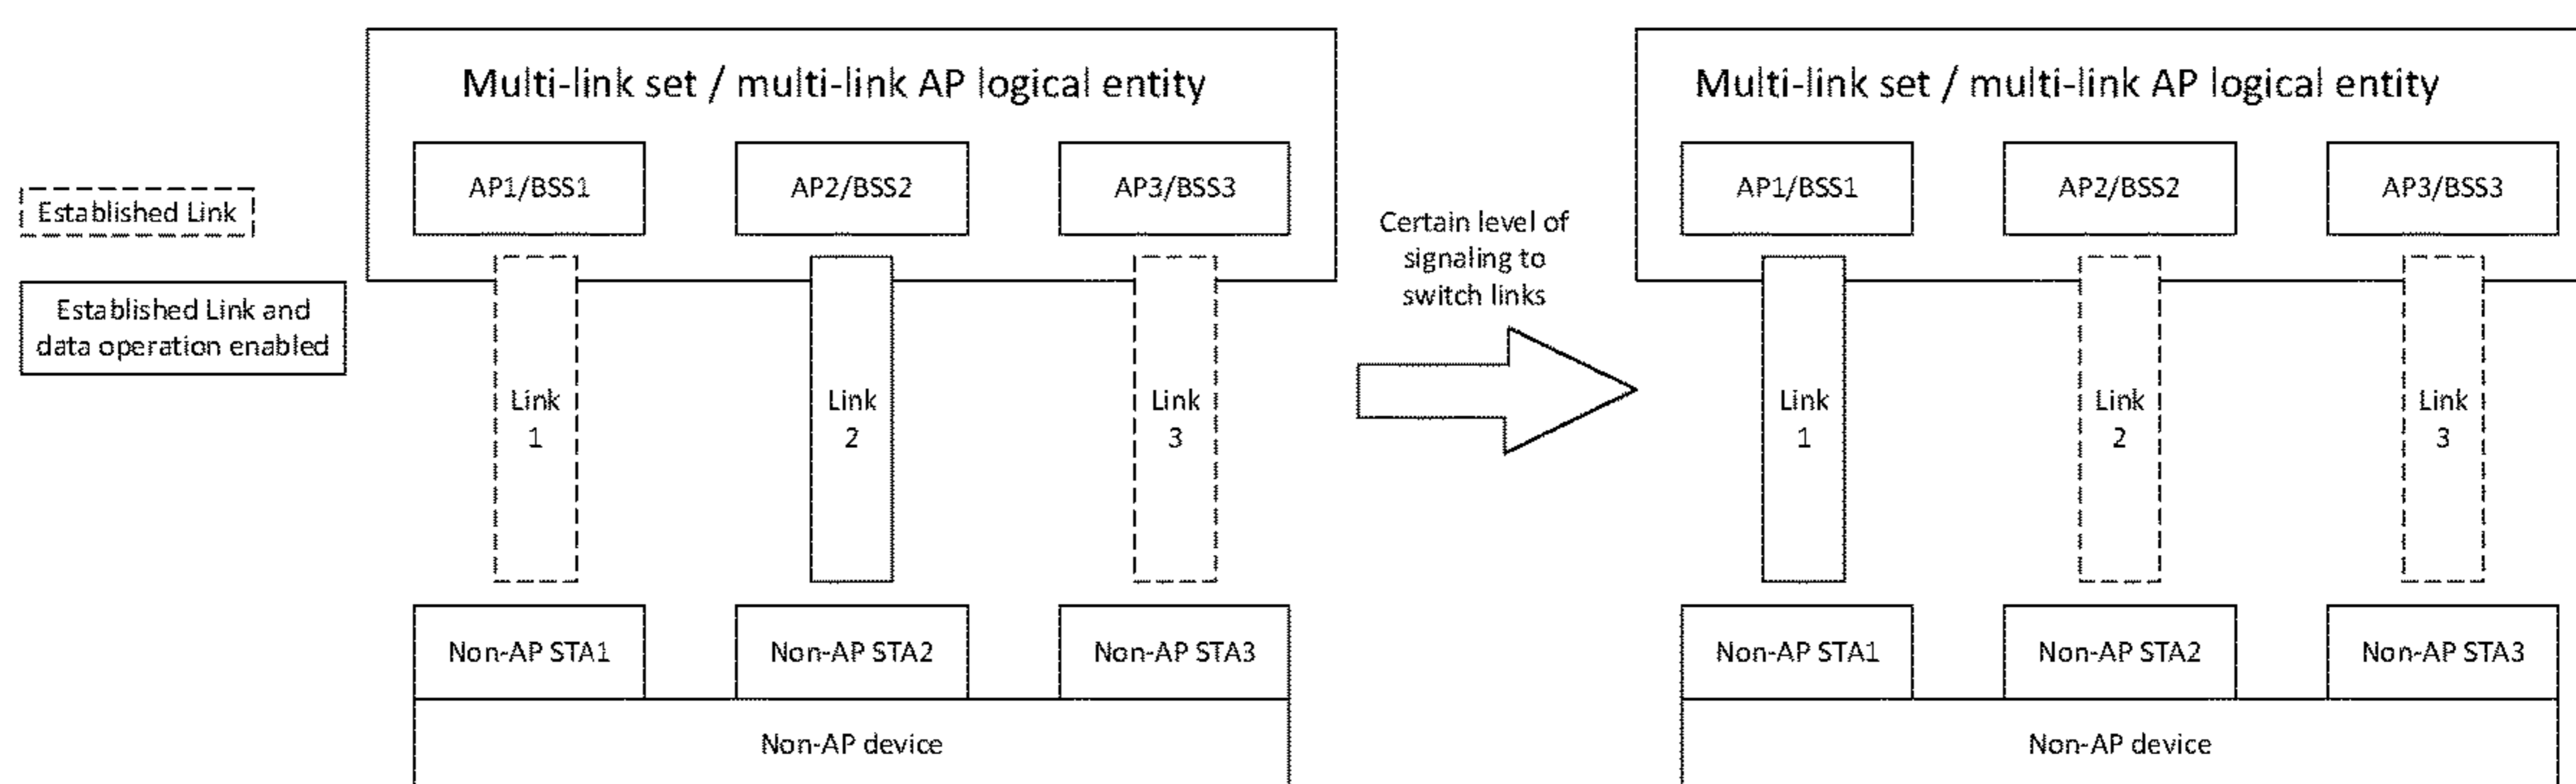 Multi-link set / multi-link AP logical entity
AP1/BSS1
AP2/BSS2
AP3/BSS3
Established Link
Established Link and
data operation enabled
Link
1
Link
2
Link
3
Non-AP STA1
Non-AP STA2
Non-AP STA3
Non-AP device
Certain level of
signaling to
switch links
Multi-link set / multi-link AP logical entity
AP1/BSS1
AP2/BSS2
AP3/BSS3
Link
1
Link
2
Link
3
Non-AP STA1
Non-AP STA2
Non-AP STA3
Non-AP device